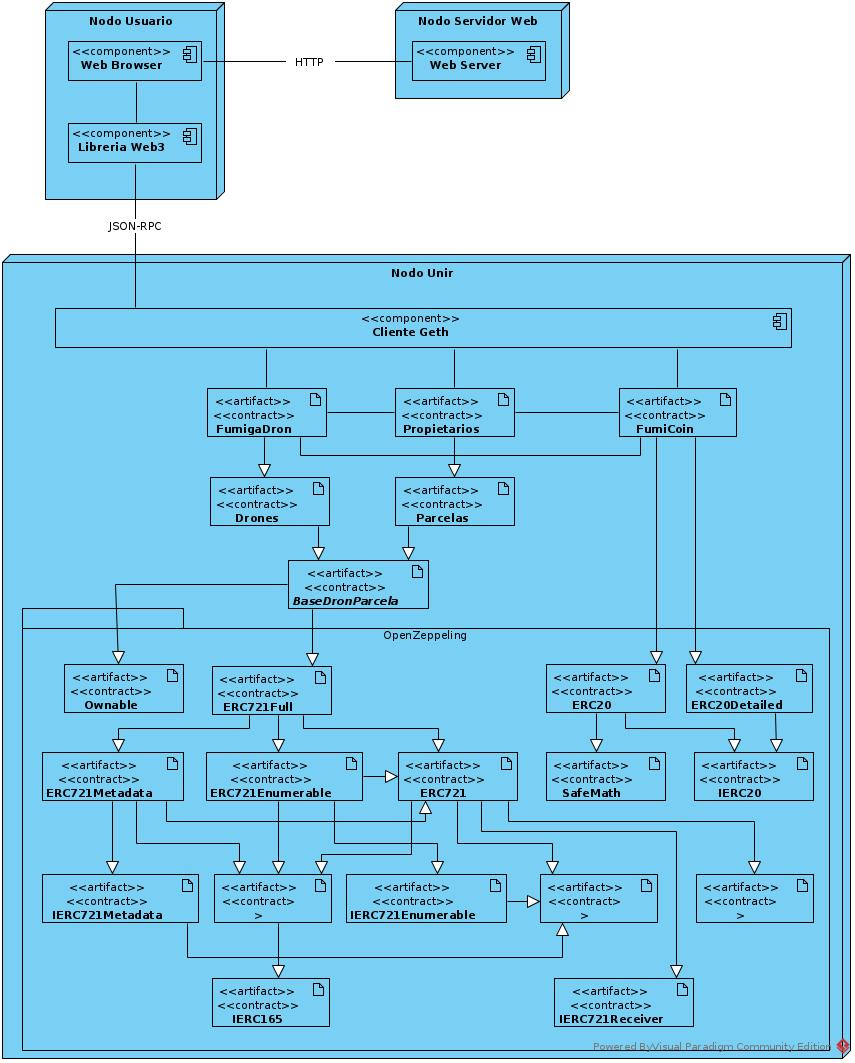 Nodo Usuario
<<component>>
Web Browser
<<component>>
Libreria Web3
HTTP
Nodo Servidor Web
<<component>>
Web Server
JSON-RPC
Nodo Unir
<<component>>
Cliente Geth
<<artifact>>
<<contract>>
FumigaDron
<<artifact>>
<<contract>>
Propietarios
<<artifact>>
<<contract>>
FumiCoin
<<artifact>>
<<contract>>
Drones
<<artifact>>
<<contract>>
Parcelas
<<artifact>>
<<contract>>
BaseDronParcela
OpenZeppeling
<<artifact>>
<<contract>>
Ownable
<<artifact>>
<<contract>>
ERC721Full
<<artifact>>
<<contract>>
ERC20
<<artifact>>
<<contract>>
ERC20Detailed
<<artifact>>
<<contract>>
ERC721Metadata
<<artifact>>
<<contract>>
ERC721Enumerable
<<artifact>>
<<contract>>
ERC721
<<artifact>>
<<contract>>
SafeMath
<<artifact>>
<<contract>>
IERC20
<<artifact>>
<<contract>>
IERC721Metadata
<<artifact>>
<<contract>
>
<<artifact>>
<<contract>>
IERC721Enumerable
<<artifact>>
<<contract>
>
<<artifact>>
<<contract>
>
<<artifact>>
<<contract>>
IERC165
<<artifact>>
<<contract>>
IERC721Receiver
Powered ByVisual Paradigm Community Edition